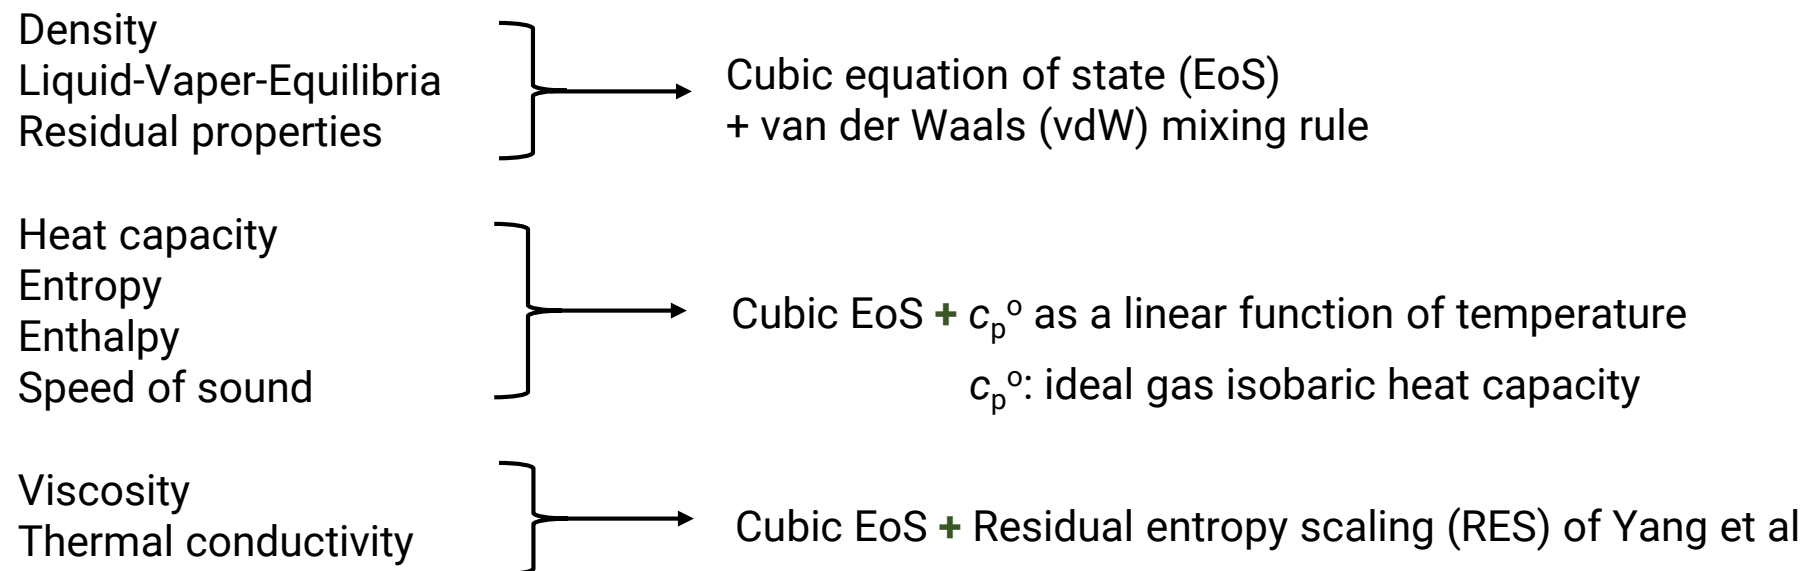 Density
Liquid-Vaper-Equilibria
Residual properties
Cubic equation of state (EoS)
+ van der Waals (vdW) mixing rule
Heat capacity
Entropy
Enthalpy
Speed of sound
Cubic EoS + cₚº as a linear function of temperature
cₚº: ideal gas isobaric heat capacity
Viscosity
Thermal conductivity
Cubic EoS + Residual entropy scaling (RES) of Yang et al